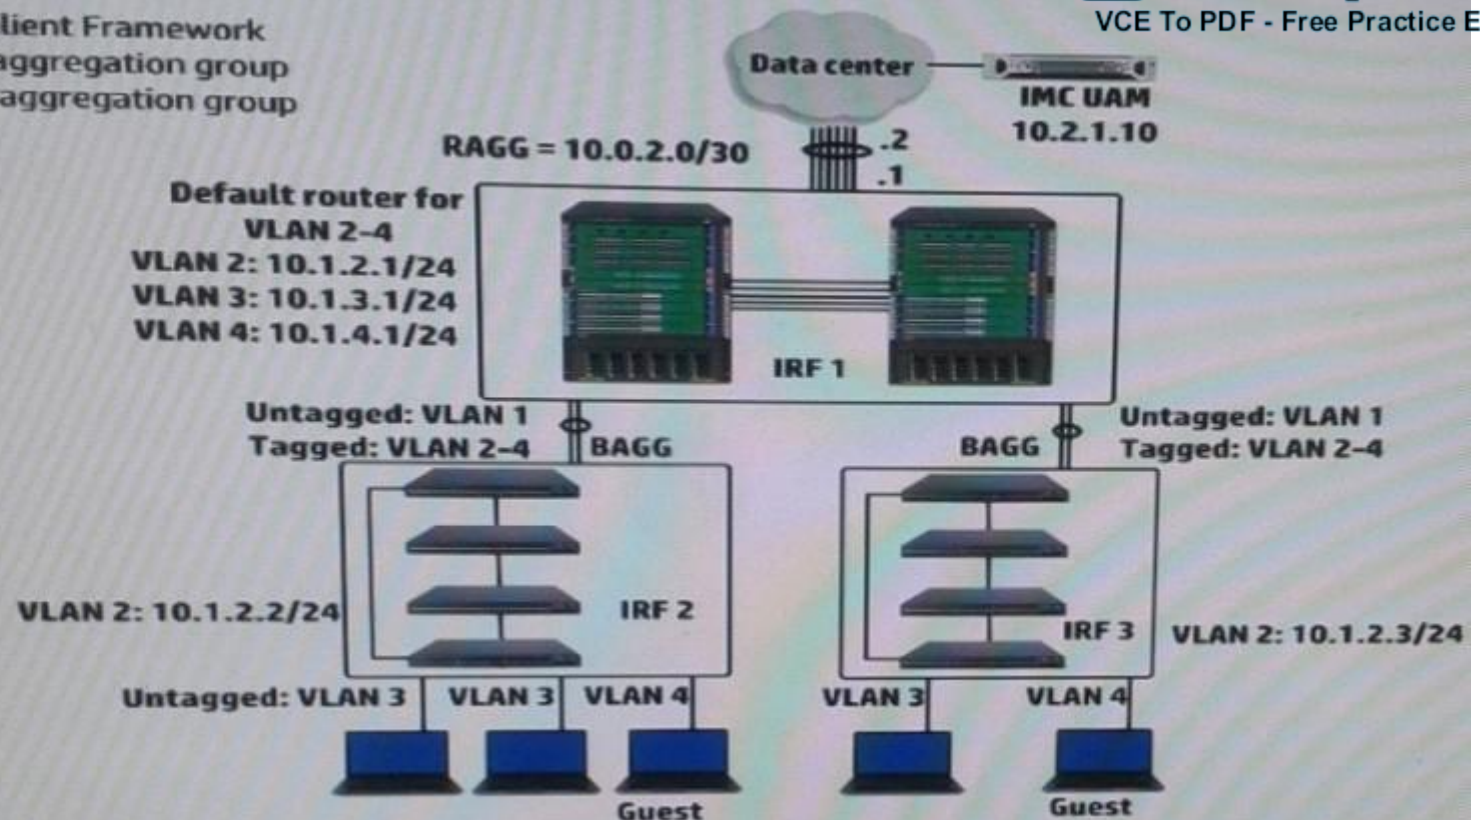 lient Framework
aggregation group
aggregation group
VCE To PDF - Free Practice E
Data center
IMC UAM
10.2.1.10
RAGG = 10.0.2.0/30
.2
.1
Default router for
VLAN 2-4
VLAN 2: 10.1.2.1/24
VLAN 3: 10.1.3.1/24
VLAN 4: 10.1.4.1/24
IRF 1
Untagged: VLAN 1
Tagged: VLAN 2-4
BAGG
BAGG
Untagged: VLAN 1
Tagged: VLAN 2-4
VLAN 2: 10.1.2.2/24
IRF 2
IRF 3
VLAN 2: 10.1.2.3/24
Untagged: VLAN 3
VLAN 3
VLAN 4
VLAN 3
VLAN 4
Guest
Guest